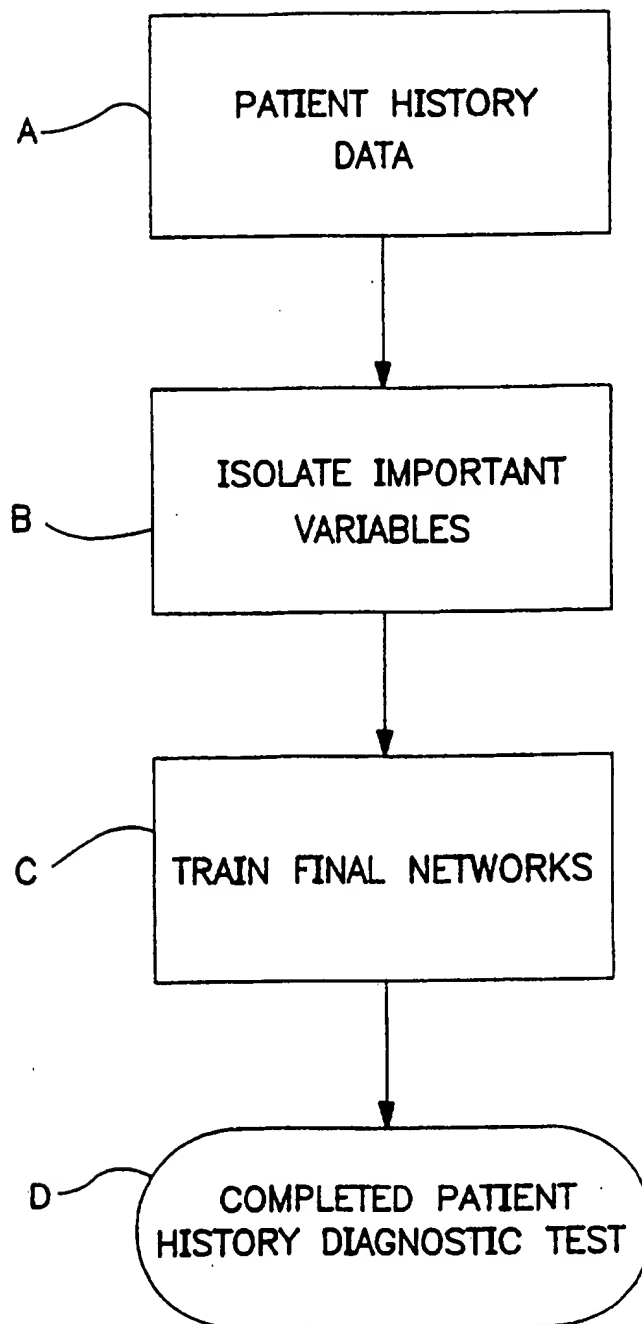 A
PATIENT HISTORY
DATA
B
ISOLATE IMPORTANT
VARIABLES
C
TRAIN FINAL NETWORKS
D
COMPLETED PATIENT
HISTORY DIAGNOSTIC TEST